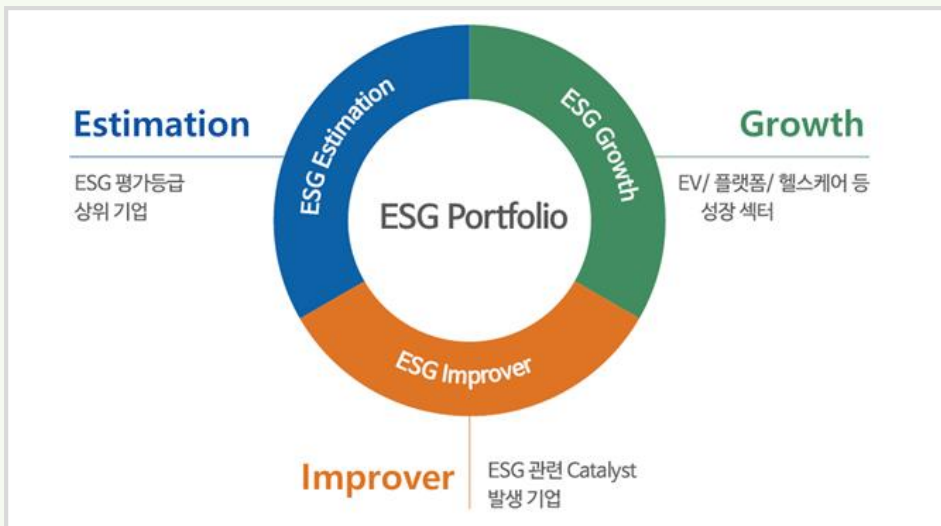 Estimation
ESG 평가등급
상위 기업
ESG Estimation
ESG Portfolio
ESG Growth
Growth
EV/ 플랫폼/ 헬스케어 등
성장 섹터
ESG Improver
Improver
ESG 관련 Catalyst
발생 기업